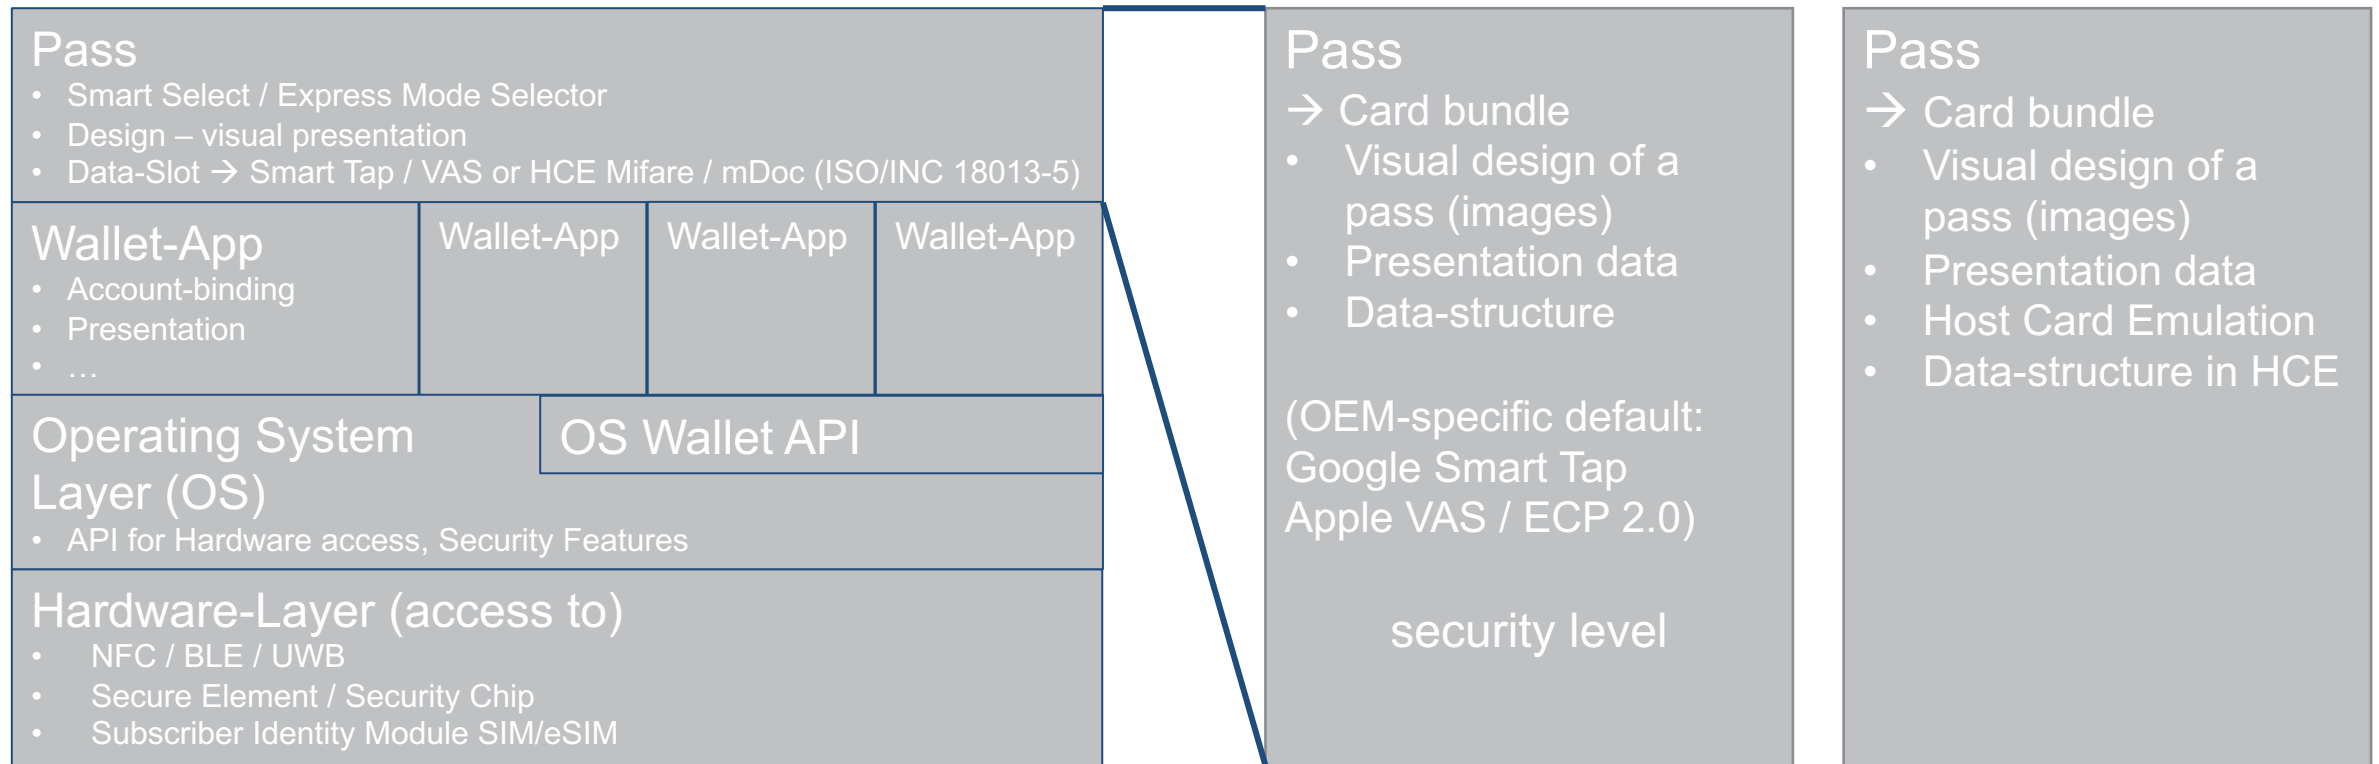 Pass
• Smart Select / Express Mode Selector
• Design – visual presentation
• Data-Slot → Smart Tap / VAS or HCE Mifare / mDoc (ISO/INC 18013-5)
Wallet-App
• Account-binding
• Presentation
• …
Wallet-App
Wallet-App
Wallet-App
Operating System
Layer (OS)
• API for Hardware access, Security Features
OS Wallet API
Hardware-Layer (access to)
• NFC / BLE / UWB
• Secure Element / Security Chip
• Subscriber Identity Module SIM/eSIM
Pass
→ Card bundle
• Visual design of a
pass (images)
• Presentation data
• Data-structure
(OEM-specific default:
Google Smart Tap
Apple VAS / ECP 2.0)
security level
Pass
→ Card bundle
• Visual design of a
pass (images)
• Presentation data
• Host Card Emulation
• Data-structure in HCE